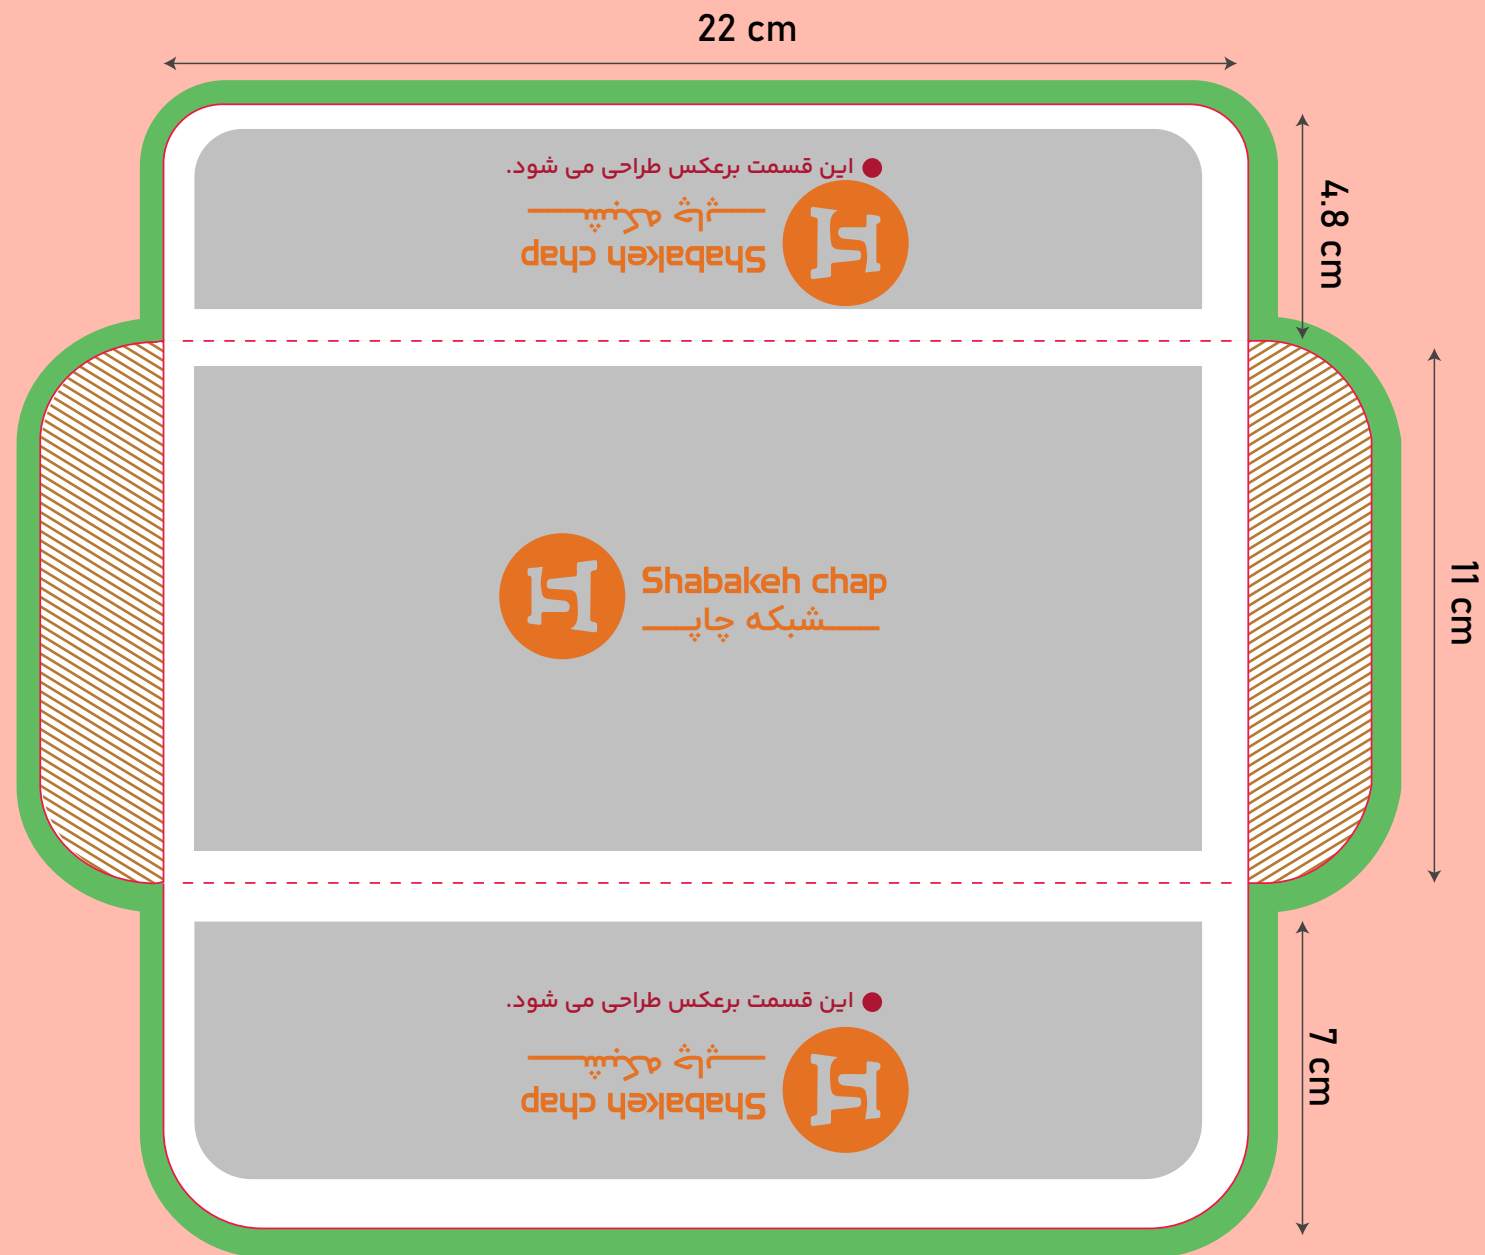 22 cm
این قسمت برعکس طراحی می شود.
شبکه چاپ
Shabakeh chap
4.8 cm
Shabakeh chap
شبکه چاپ
11 cm
این قسمت برعکس طراحی می شود.
شبکه چاپ
Shabakeh chap
7 cm